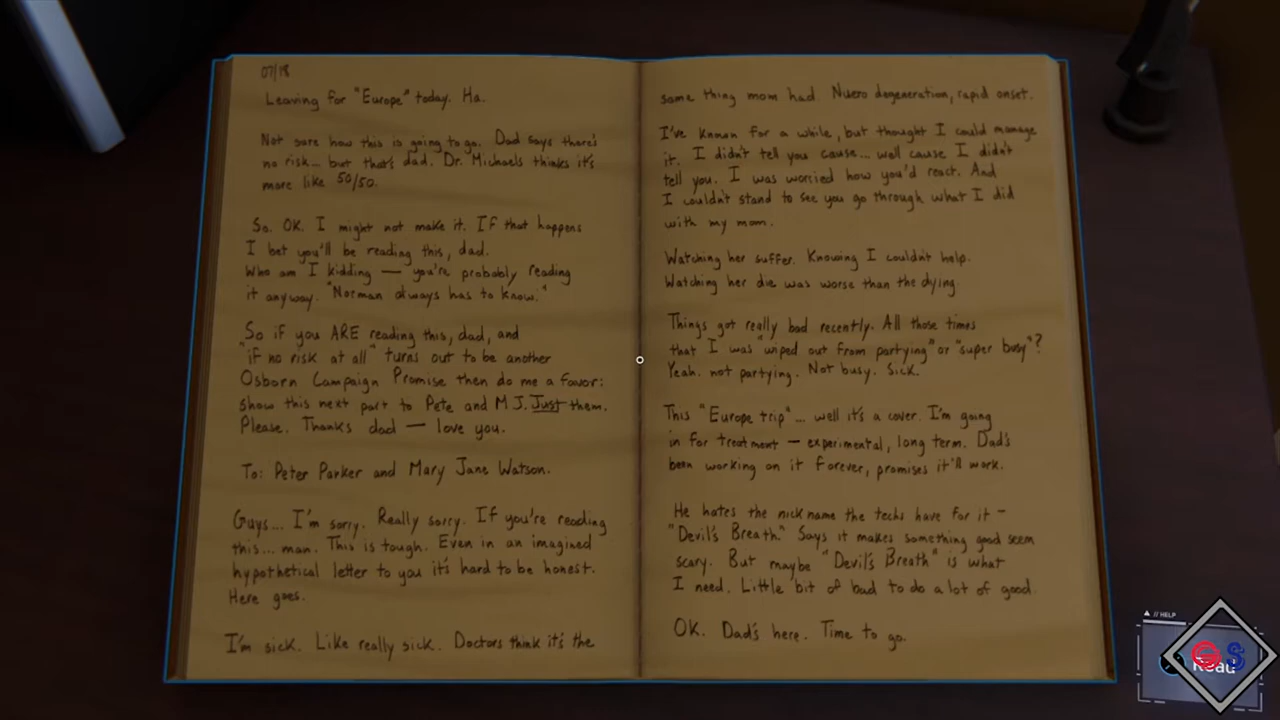 07/18
Leaving for "Europe" today. Ha.
Not sure how this is going to go. Dad says there's
no risk... but that's dad. Dr. Michaels thinks it's
more like 50/50.
So. OK. I might not make it. IF that happens
I bet you'll be reading this, dad.
Who am I kidding — you're probably reading
it anyway. "Norman always has to know."
So if you ARE reading this, dad, and
"if no risk at all" turns out to be another
Osborn Campaign Promise then do me a favor:
show this next part to Pete and MJ. Just them.
Please. Thanks dad — love you.
To: Peter Parker and Mary Jane Watson.
Guys... I'm sorry. Really sorry. If you're reading
this... man. This is tough. Even in an imagined
hypothetical letter to you it's hard to be honest.
Here goes.
I'm sick. Like really sick. Doctors think it's the
same thing mom had. Nuero degeneration, rapid onset.
I've known for a while, but thought I could manage
it. I didn't tell you cause... well cause I didn't
tell you. I was worried how you'd react. And
I couldn't stand to see you go through what I did
with my mom.
Watching her suffer. Knowing I couldn't help.
Watching her die was worse than the dying.
Things got really bad recently. All those times
that I was "wiped out from partying" or "super busy"?
Yeah. not partying. Not busy. Sick.
This "Europe trip"... well it's a cover. I'm going
in for treatment — experimental, long term. Dad's
been working on it forever, promises it'll work.
He hates the nickname the techs have for it -
"Devil's Breath." Says it makes something good seem
scary. But maybe "Devil's Breath" is what
I need. Little bit of bad to do a lot of good.
OK. Dad's here. Time to go.
// HELP
Read
GS